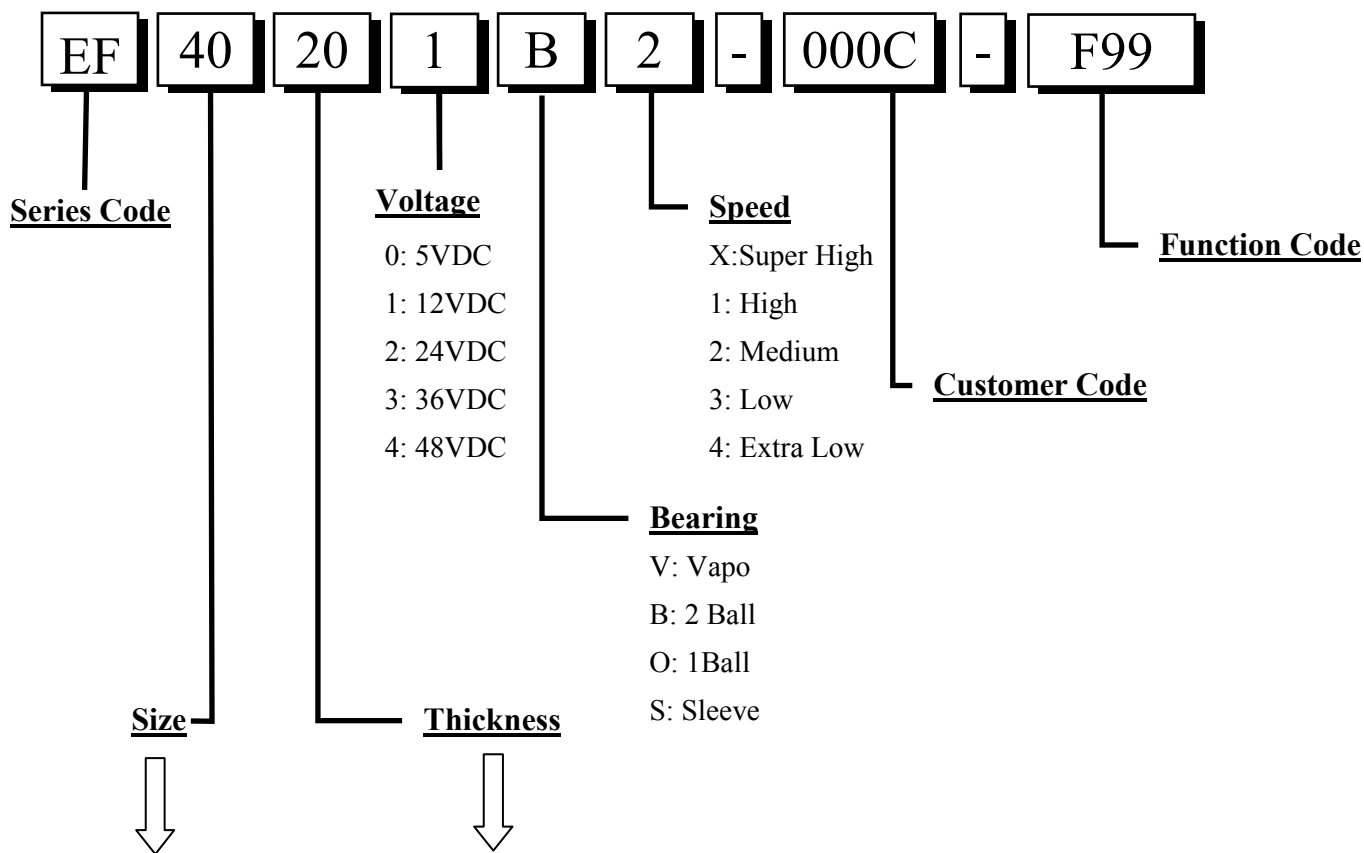 EF 40 20 1 B 2 - 000C - F99
Series Code
Voltage
0: 5VDC
1: 12VDC
2: 24VDC
3: 36VDC
4: 48VDC
Speed
X:Super High
1: High
2: Medium
3: Low
4: Extra Low
Function Code
Customer Code
Bearing
V: Vapo
B: 2 Ball
O: 1Ball
S: Sleeve
Size
Thickness